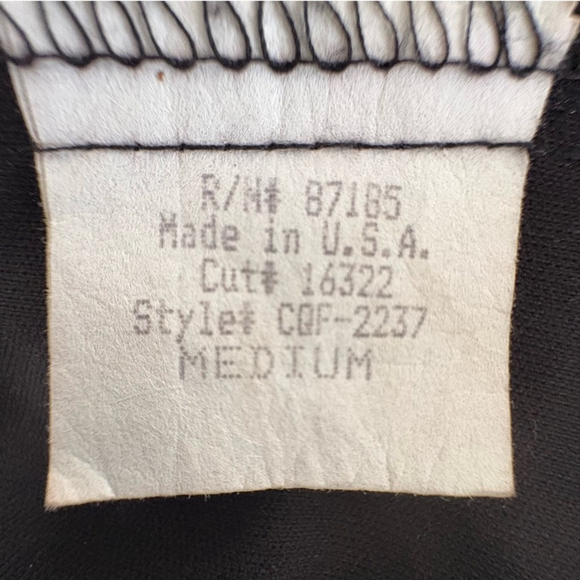 R/N# 87185
Made in U.S.A.
Cut# 16322
Style# CQF-2237
MEDIUM